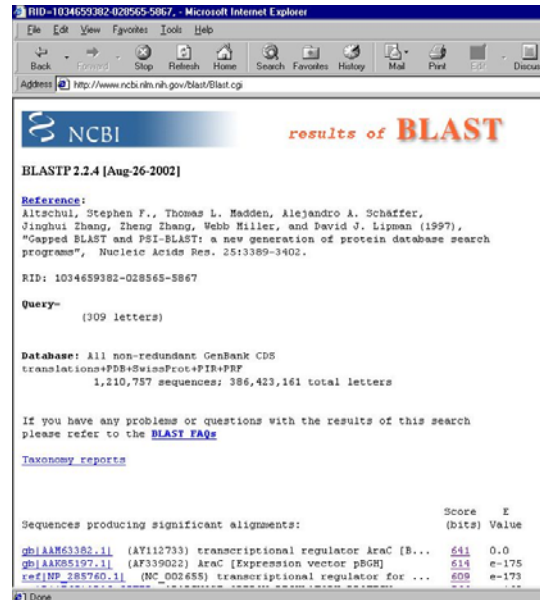 RID=1034659382-028565-5867, - Microsoft Internet Explorer
File Edit View Favorites Tools Help
Back Forward Stop Refresh Home Search Favorites History Mail Print Edit Discus
Address http://www.ncbi.nlm.nih.gov/blast/Blast.cgi
NCBI results of BLAST
BLASTP 2.2.4 [Aug-26-2002]
Reference:
Altschul, Stephen F., Thomas L. Madden, Alejandro A. Schäffer,
Jinghui Zhang, Zheng Zhang, Webb Miller, and David J. Lipman (1997),
"Gapped BLAST and PSI-BLAST: a new generation of protein database search
programs", Nucleic Acids Res. 25:3389-3402.
RID: 1034659382-028565-5867
Query=
(309 letters)
Database: All non-redundant GenBank CDS
translations+PDB+SwissProt+PIR+PRF
1,210,757 sequences; 386,423,161 total letters
If you have any problems or questions with the results of this search
please refer to the BLAST FAQs
Taxonomy reports
Score E
Sequences producing significant alignments: (bits) Value
gb|AAM63382.1| (AY112733) transcriptional regulator AraC [B... 641 0.0
gb|AAK85197.1| (AF339022) AraC [Expression vector pBGH] 614 e-175
ref|NP_285760.1| (NC_002655) transcriptional regulator for ... 609 e-173
Done